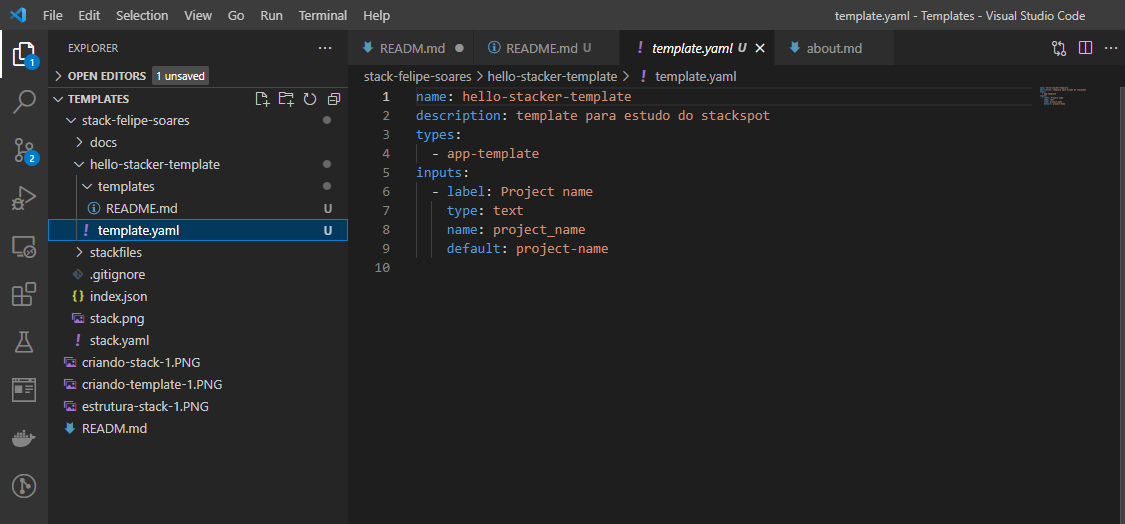 File Edit Selection View Go Run Terminal Help template.yaml - Templates - Visual Studio Code
EXPLORER
1
2
OPEN EDITORS 1 unsaved
TEMPLATES
stack-felipe-soares
docs
hello-stacker-template
templates
README.md U
template.yaml U
stackfiles
.gitignore
index.json
stack.png
stack.yaml
criando-stack-1.PNG
criando-template-1.PNG
estrutura-stack-1.PNG
READM.md
READM.md README.md U template.yaml U about.md
stack-felipe-soares > hello-stacker-template > ! template.yaml
1 name: hello-stacker-template
2 description: template para estudo do stackspot
3 types:
4 - app-template
5 inputs:
6 - label: Project name
7 type: text
8 name: project_name
9 default: project-name
10